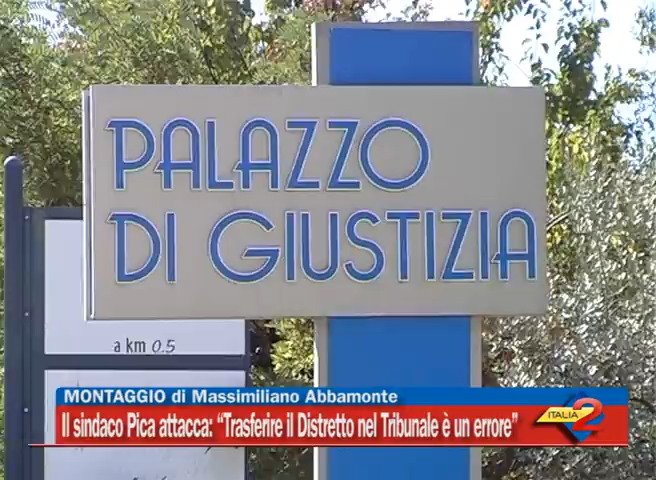 PALAZZO
DI GIUSTIZIA
a km 0.5
MONTAGGIO di Massimiliano Abbamonte
Il sindaco Pica attacca: “Trasferire il Distretto nel Tribunale è un errore”
ITALIA 2